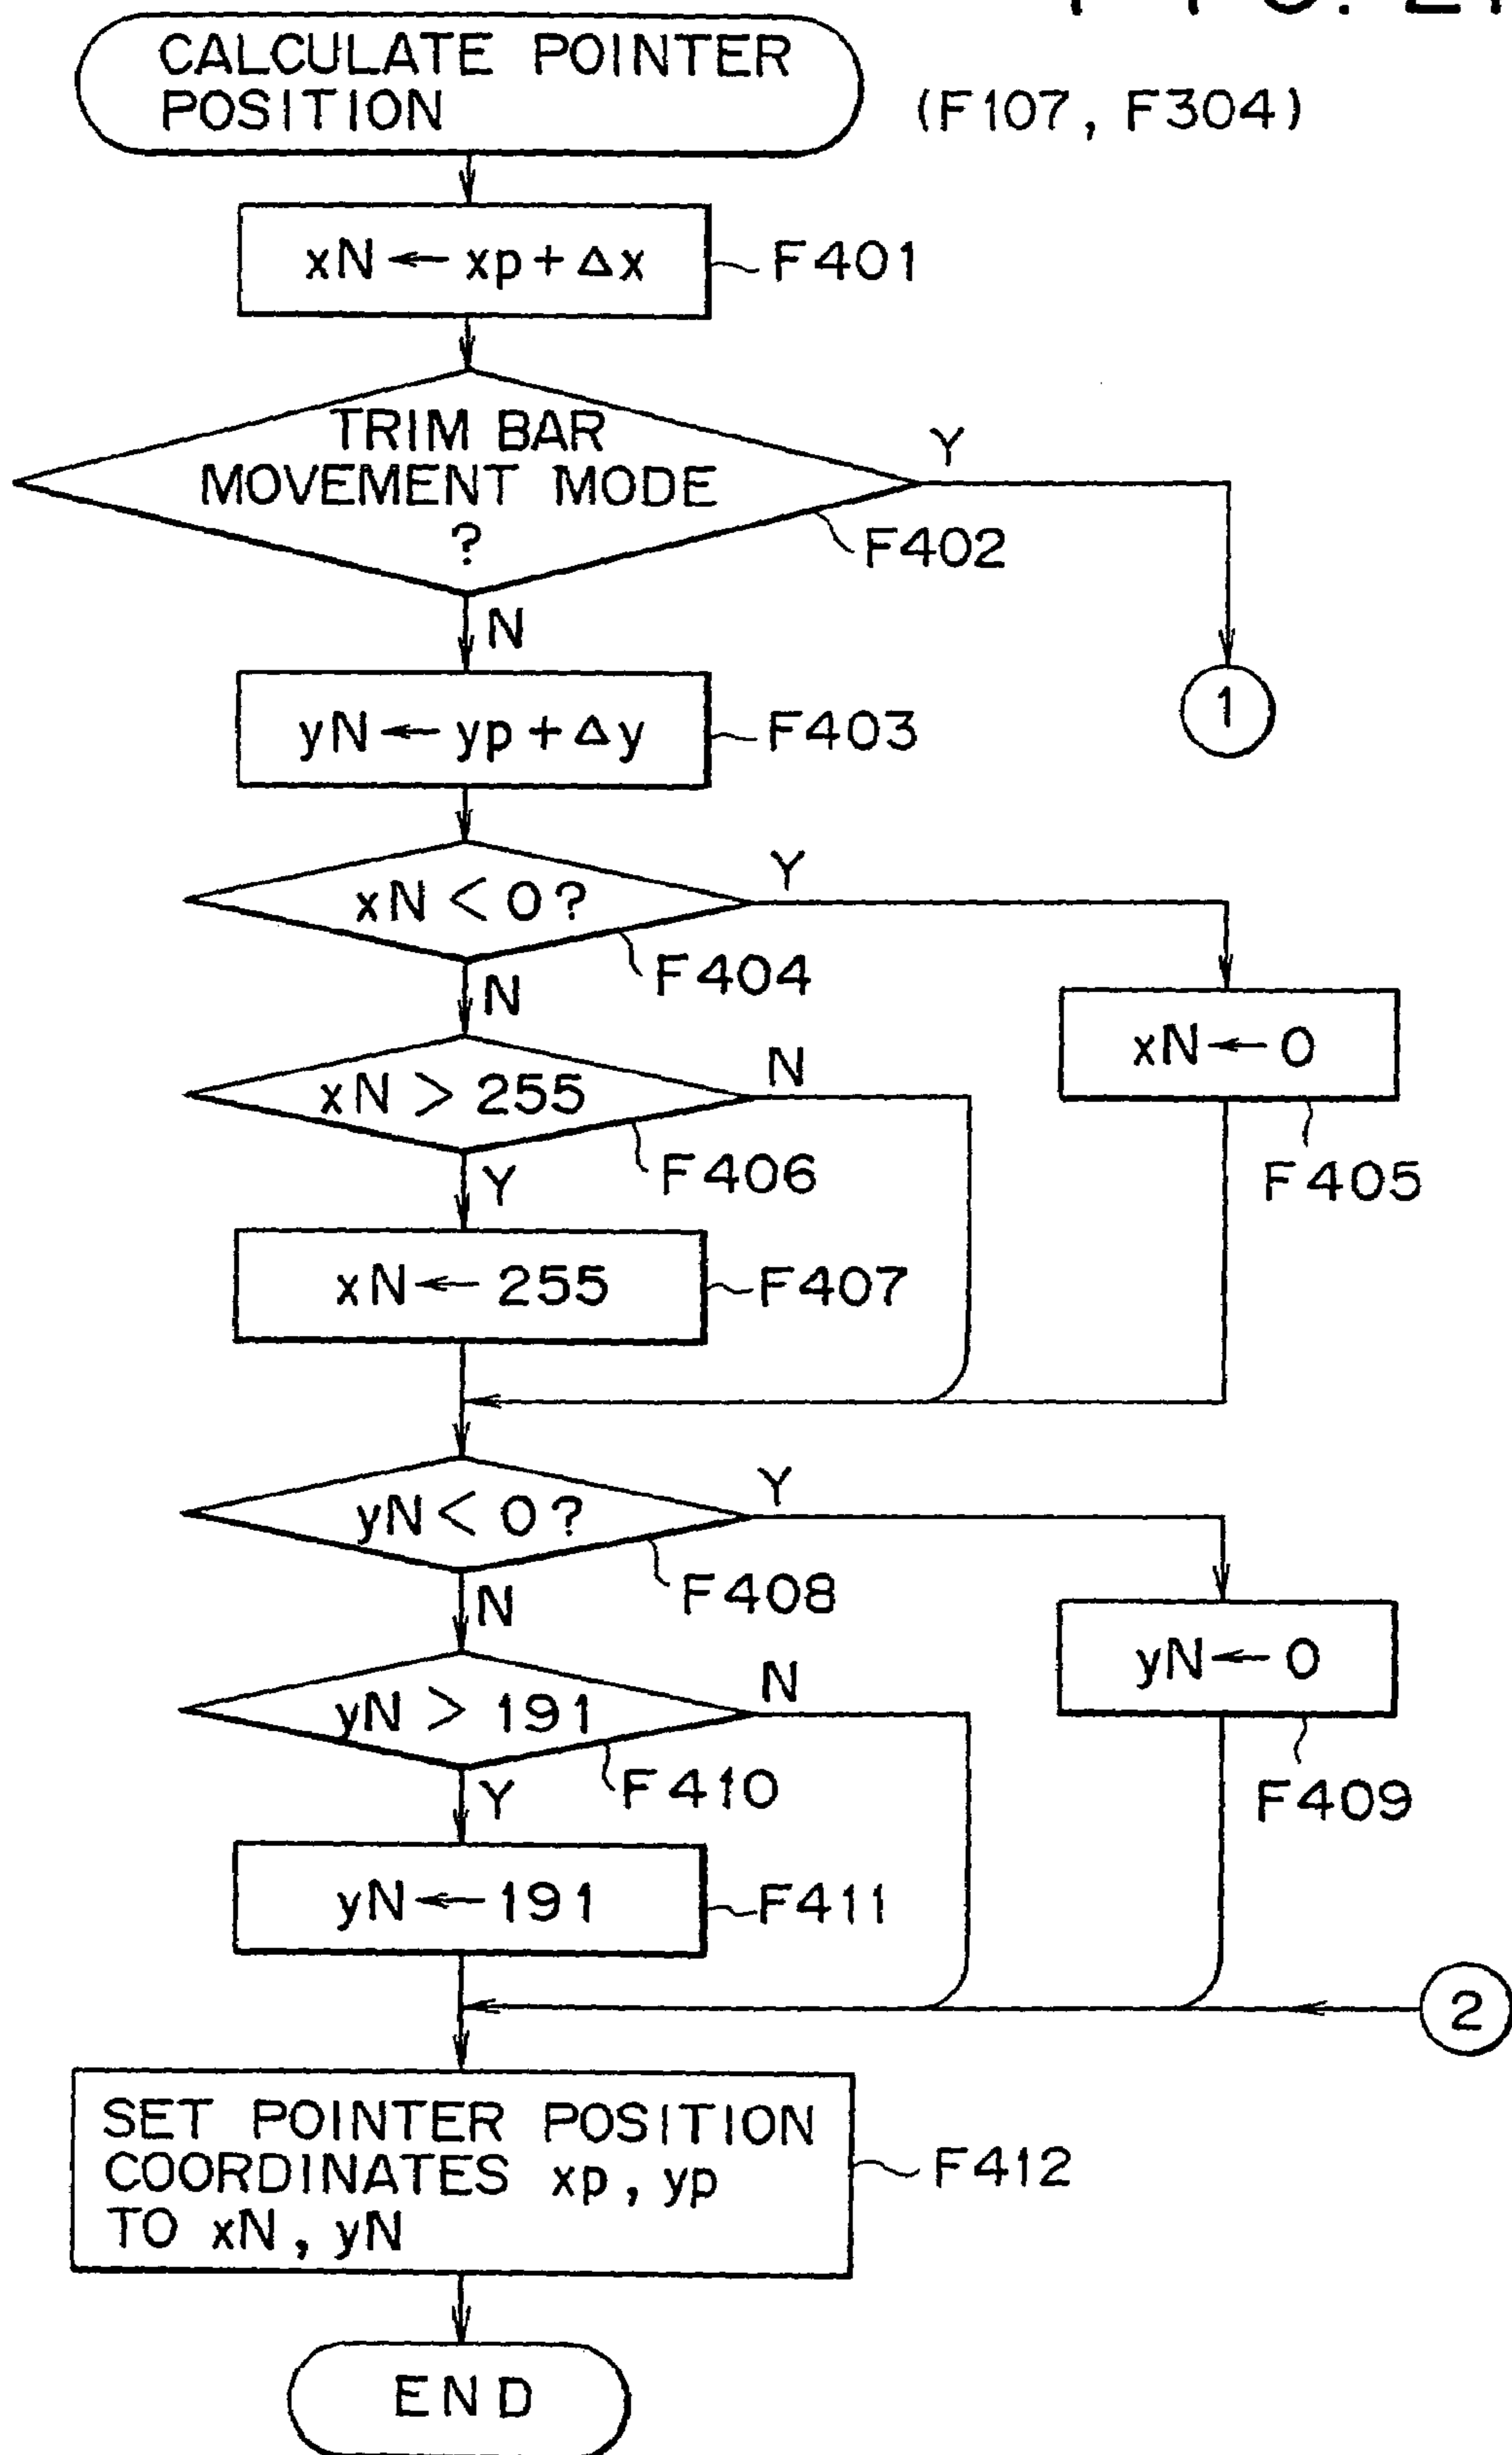 CALCULATE POINTER
POSITION
(F107, F304)
xN ← xp + Δx
F401
TRIM BAR
MOVEMENT MODE
?
Y
F402
N
1
yN ← yp + Δy
F403
xN < 0?
Y
F404
N
xN ← 0
F405
xN > 255
N
F406
Y
xN ← 255
F407
yN < 0?
Y
F408
N
yN ← 0
F409
yN > 191
N
F410
Y
yN ← 191
F411
2
SET POINTER POSITION
COORDINATES xp, yp
TO xN, yN
F412
END